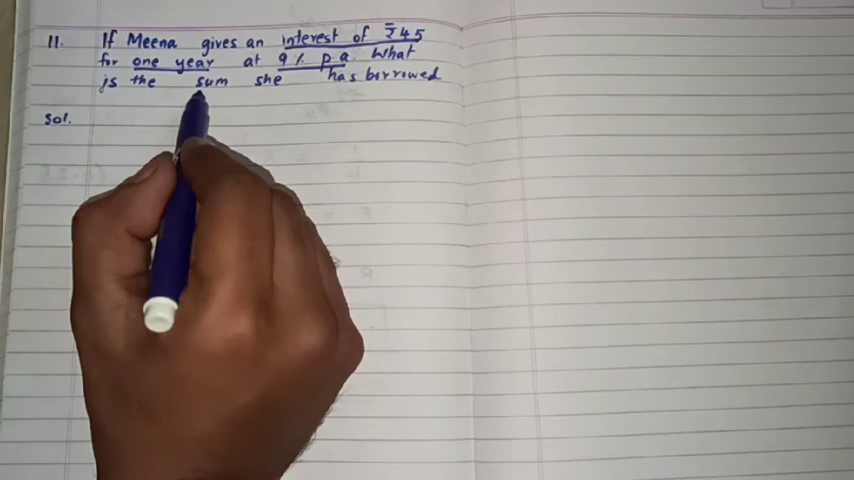 11. If Meena gives an interest of ₹45
for one year at 9% p.a. What
is the sum she has borrowed
Sol.